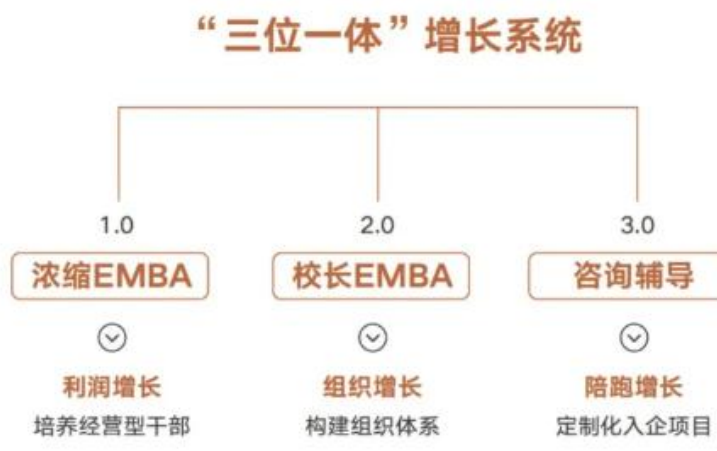 “三位一体”增长系统
1.0
2.0
3.0
浓缩EMBA
校长EMBA
咨询辅导
利润增长
组织增长
陪跑增长
培养经营型干部
构建组织体系
定制化入企项目